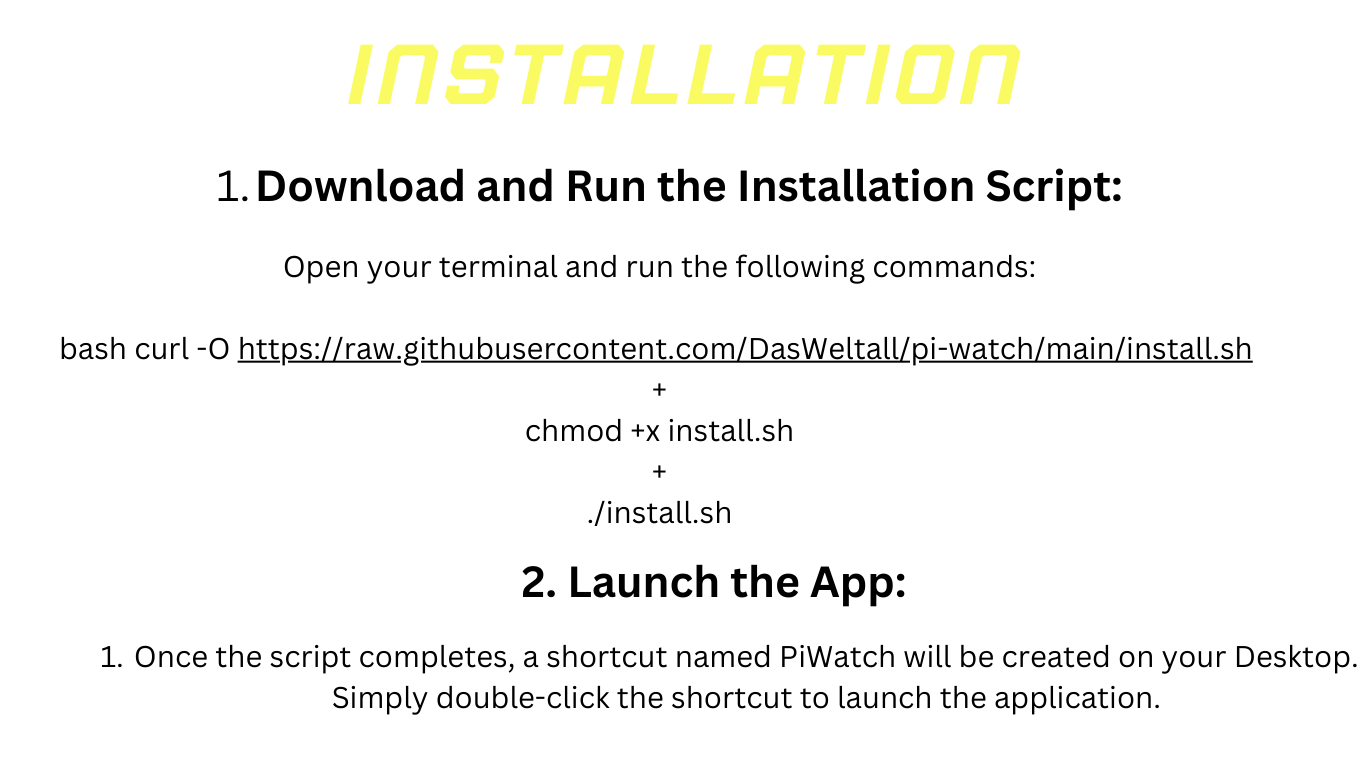 INSTALLATION
1. Download and Run the Installation Script:
Open your terminal and run the following commands:
bash curl -O https://raw.githubusercontent.com/DasWeltall/pi-watch/main/install.sh
+
chmod +x install.sh
+
./install.sh
2. Launch the App:
1. Once the script completes, a shortcut named PiWatch will be created on your Desktop.
Simply double-click the shortcut to launch the application.